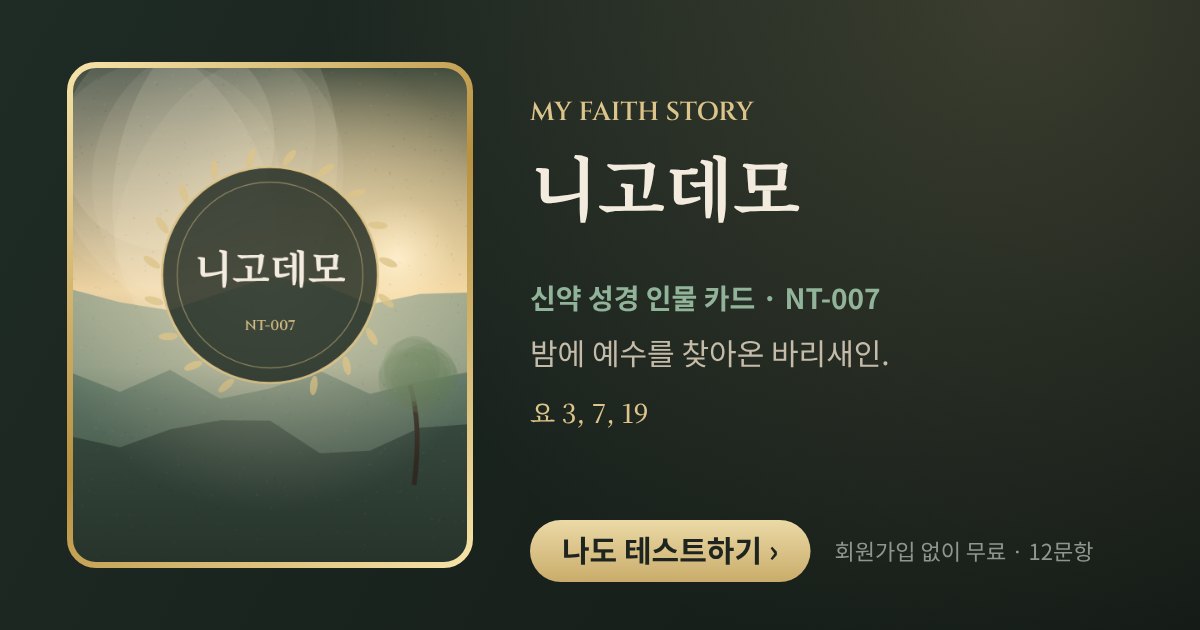 니고데모
NT-007
MY FAITH STORY
니고데모
신약 성경 인물 카드 · NT-007
밤에 예수를 찾아온 바리새인.
요 3, 7, 19
나도 테스트하기 ›
회원가입 없이 무료 · 12문항